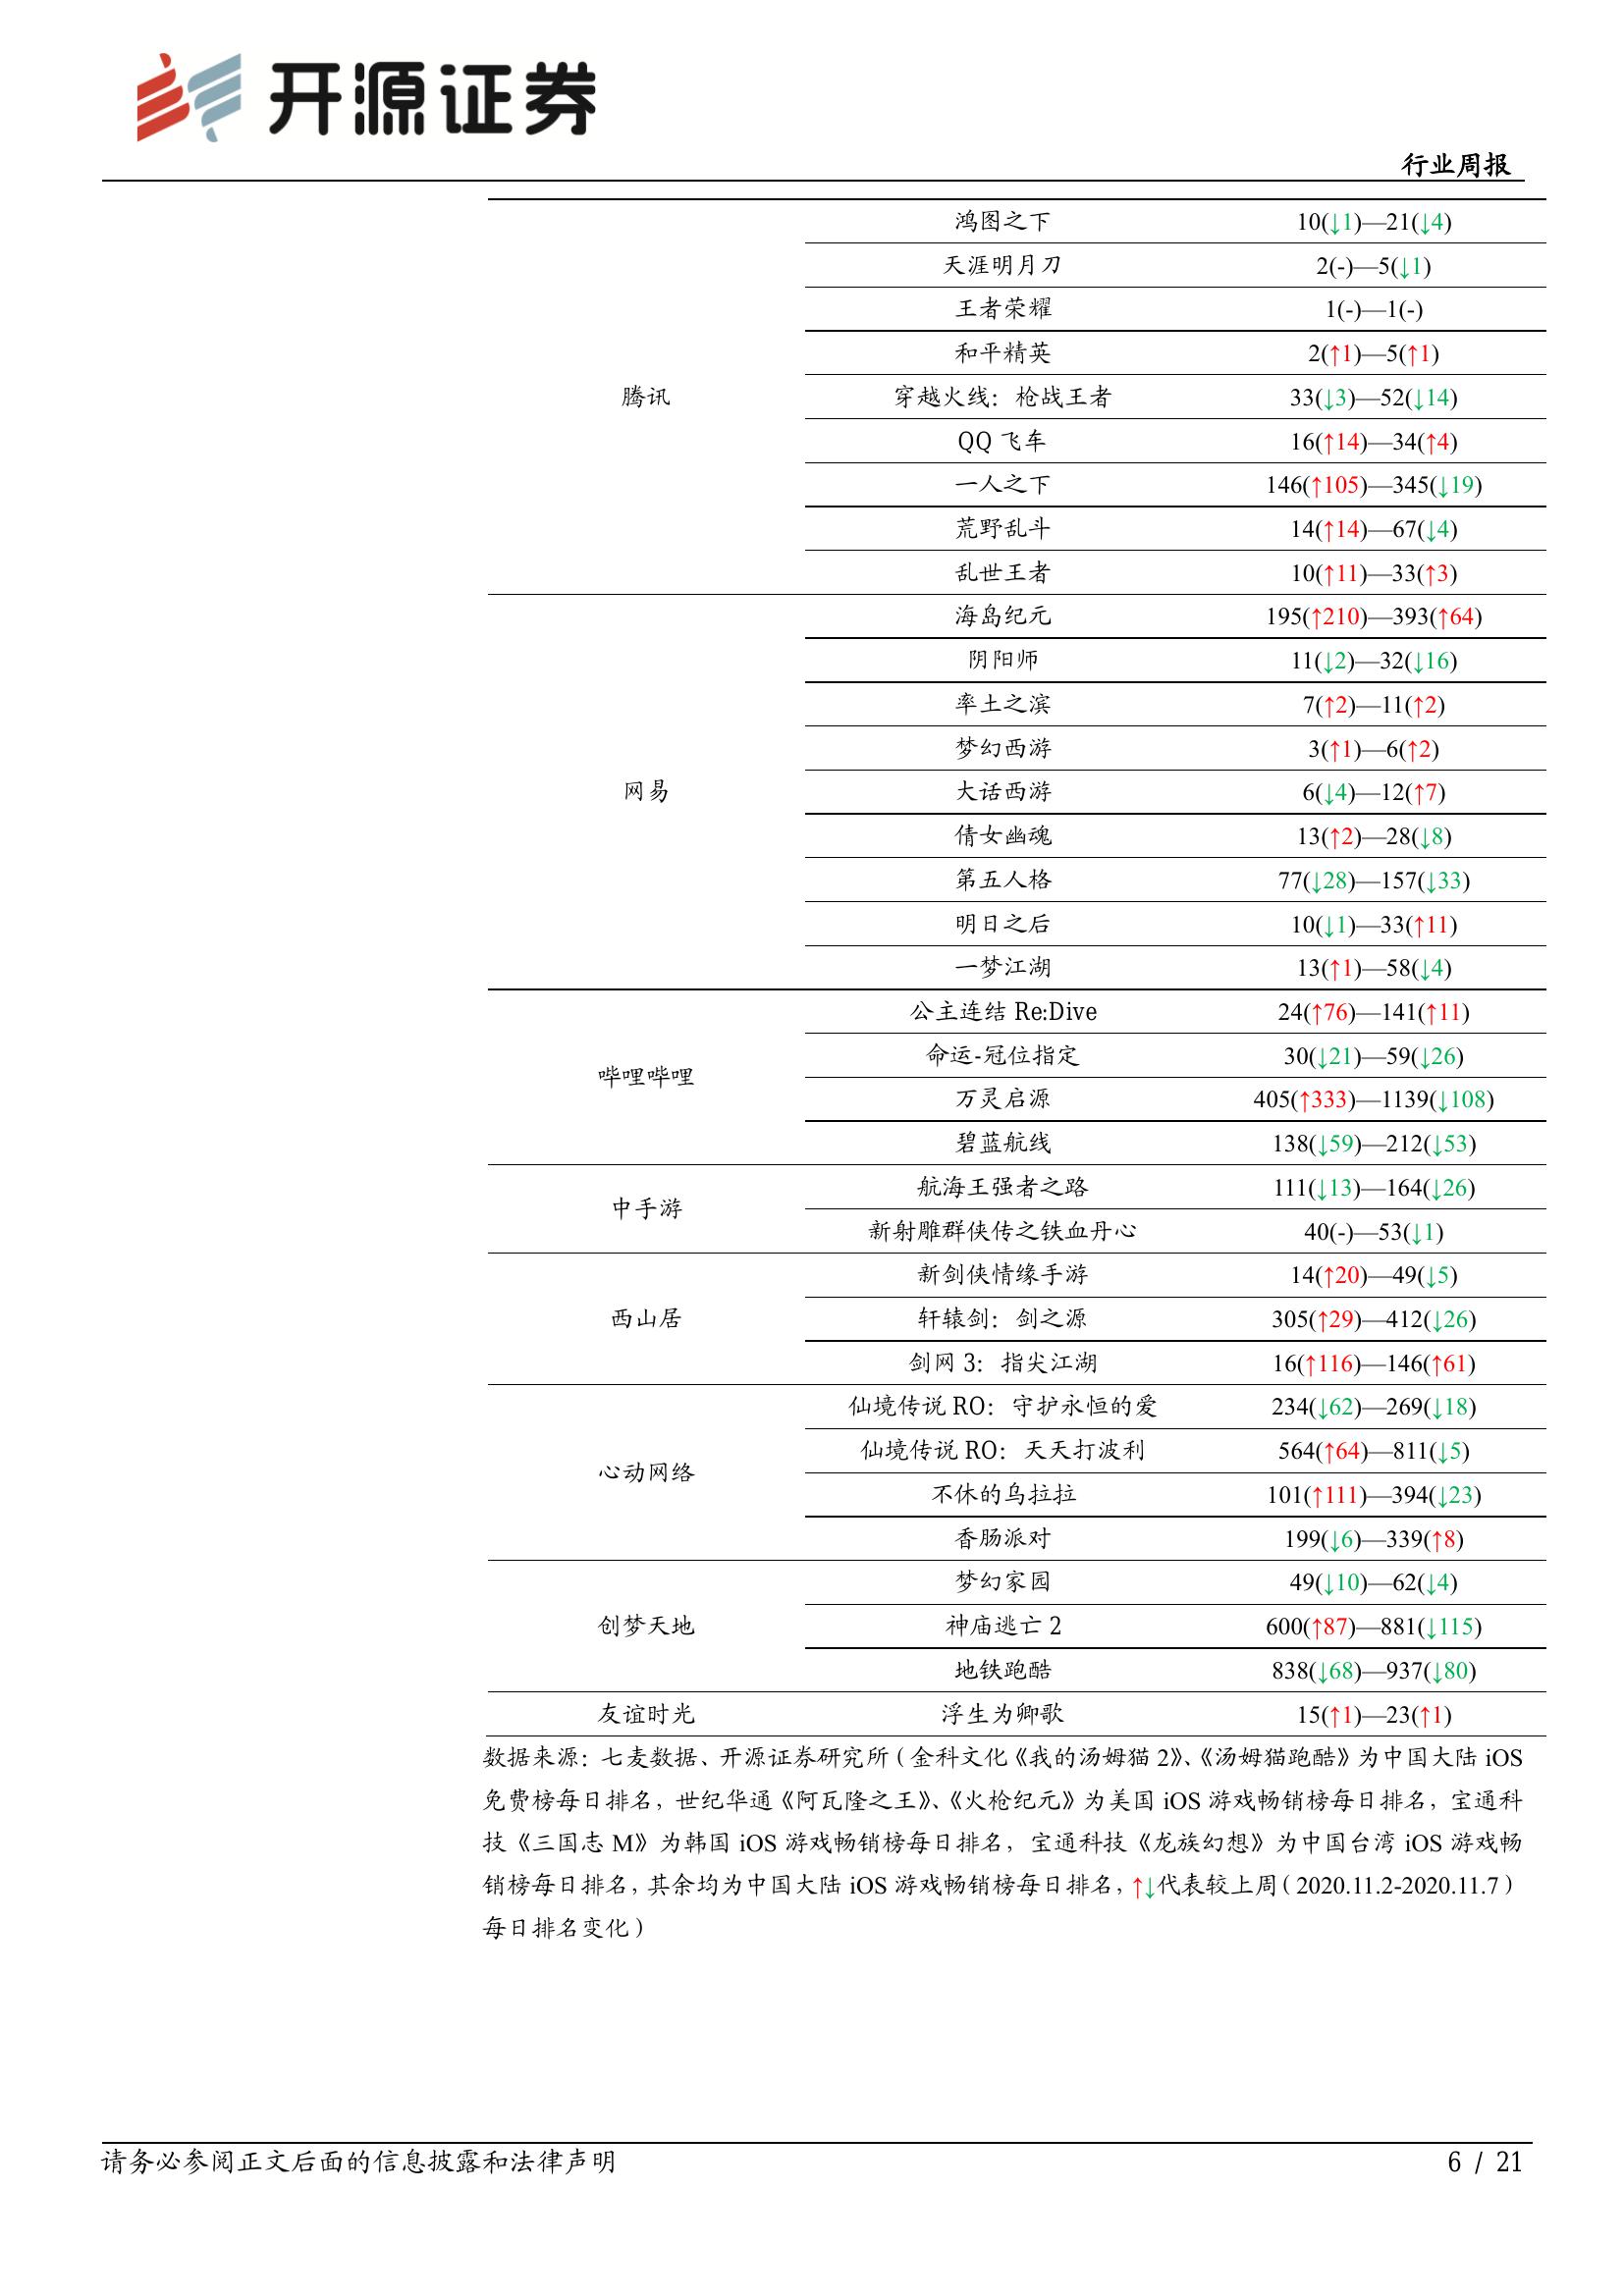 开源证券
行业周报
鸿图之下 10(↓1)—21(↓4)
天涯明月刀 2(-)—5(↓1)
王者荣耀 1(-)—1(-)
和平精英 2(↑1)—5(↑1)
腾讯 穿越火线：枪战王者 33(↓3)—52(↓14)
QQ 飞车 16(↑14)—34(↑4)
一人之下 146(↑105)—345(↓19)
荒野乱斗 14(↑14)—67(↓4)
乱世王者 10(↑11)—33(↑3)
海岛纪元 195(↑210)—393(↑64)
阴阳师 11(↓2)—32(↓16)
率土之滨 7(↑2)—11(↑2)
梦幻西游 3(↑1)—6(↑2)
网易 大话西游 6(↓4)—12(↑7)
倩女幽魂 13(↑2)—28(↓8)
第五人格 77(↓28)—157(↓33)
明日之后 10(↓1)—33(↑11)
一梦江湖 13(↑1)—58(↓4)
公主连结 Re:Dive 24(↑76)—141(↑11)
命运-冠位指定 30(↓21)—59(↓26)
哔哩哔哩
万灵启源 405(↑333)—1139(↓108)
碧蓝航线 138(↓59)—212(↓53)
航海王强者之路 111(↓13)—164(↓26)
中手游
新射雕群侠传之铁血丹心 40(-)—53(↓1)
新剑侠情缘手游 14(↑20)—49(↓5)
西山居 轩辕剑：剑之源 305(↑29)—412(↓26)
剑网 3：指尖江湖 16(↑116)—146(↑61)
仙境传说 RO：守护永恒的爱 234(↓62)—269(↓18)
仙境传说 RO：天天打波利 564(↑64)—811(↓5)
心动网络
不休的乌拉拉 101(↑111)—394(↓23)
香肠派对 199(↓6)—339(↑8)
梦幻家园 49(↓10)—62(↓4)
创梦天地 神庙逃亡 2 600(↑87)—881(↓115)
地铁跑酷 838(↓68)—937(↓80)
友谊时光 浮生为卿歌 15(↑1)—23(↑1)
数据来源：七麦数据、开源证券研究所（金科文化《我的汤姆猫 2》、《汤姆猫跑酷》为中国大陆 iOS
免费榜每日排名，世纪华通《阿瓦隆之王》、《火枪纪元》为美国 iOS 游戏畅销榜每日排名，宝通科
技《三国志 M》为韩国 iOS 游戏畅销榜每日排名，宝通科技《龙族幻想》为中国台湾 iOS 游戏畅
销榜每日排名，其余均为中国大陆 iOS 游戏畅销榜每日排名，↑↓代表较上周（2020.11.2-2020.11.7）
每日排名变化）
请务必参阅正文后面的信息披露和法律声明
6 / 21